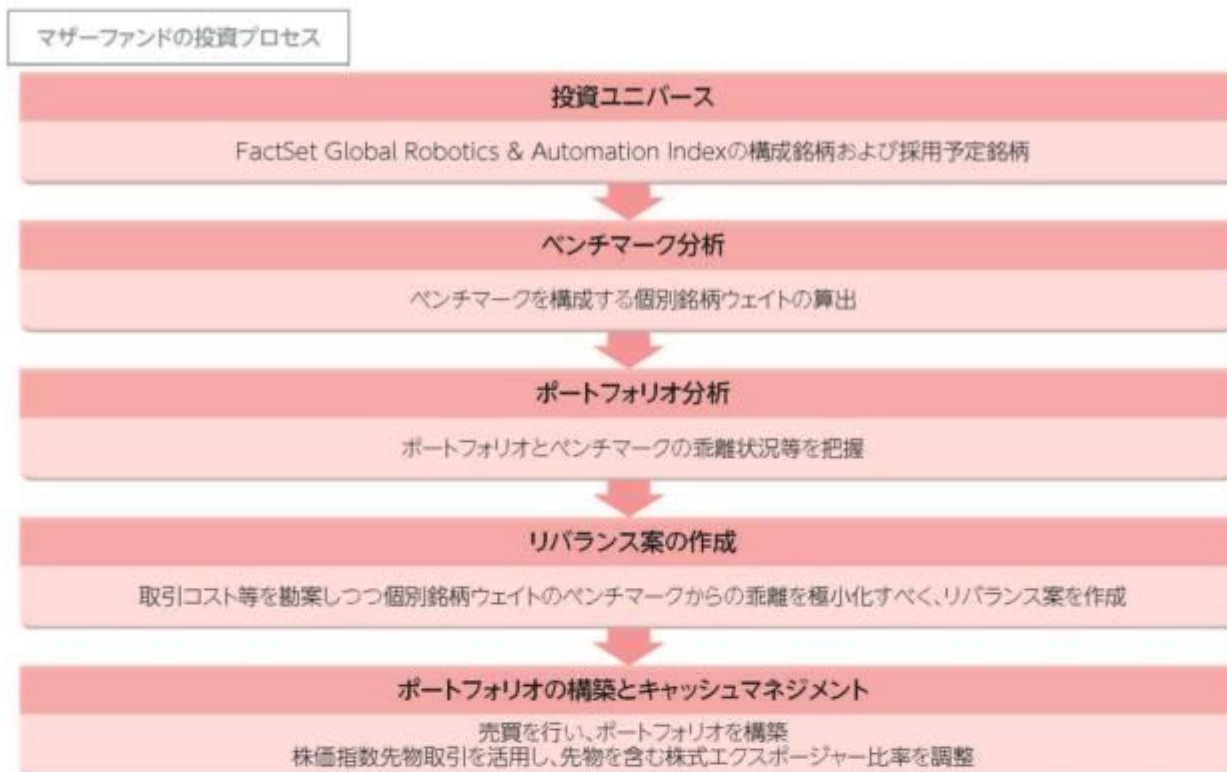 マザーファンドの投資プロセス
投資ユニバース
FactSet Global Robotics & Automation Indexの構成銘柄および採用予定銘柄
ベンチマーク分析
ベンチマークを構成する個別銘柄ウェイトの算出
ポートフォリオ分析
ポートフォリオとベンチマークの乖離状況等を把握
リバランス案の作成
取引コスト等を勘案しつつ個別銘柄ウェイトのベンチマークからの乖離を極小化すべく、リバランス案を作成
ポートフォリオの構築とキャッシュマネジメント
売買を行い、ポートフォリオを構築
株価指数先物取引を活用し、先物を含む株式エクスポージャー比率を調整